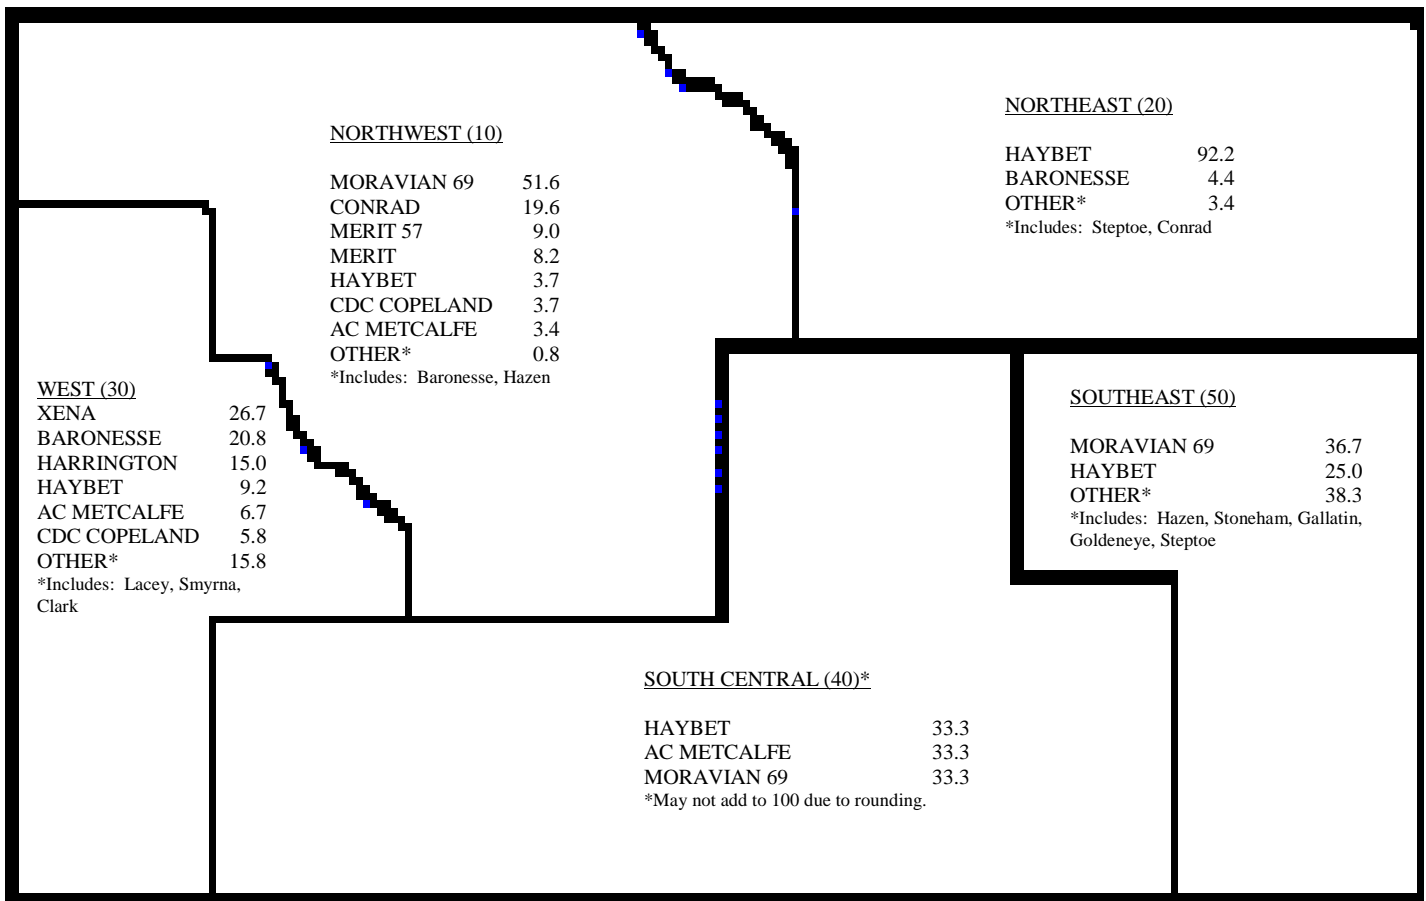 NORTHWEST (10)
MORAVIAN 69 51.6
CONRAD 19.6
MERIT 57 9.0
MERIT 8.2
HAYBET 3.7
CDC COPELAND 3.7
AC METCALFE 3.4
OTHER* 0.8
*Includes: Baronesse, Hazen
NORTHEAST (20)
HAYBET 92.2
BARONESSE 4.4
OTHER* 3.4
*Includes: Steptoe, Conrad
WEST (30)
XENA 26.7
BARONESSE 20.8
HARRINGTON 15.0
HAYBET 9.2
AC METCALFE 6.7
CDC COPELAND 5.8
OTHER* 15.8
*Includes: Lacey, Smyrna,
Clark
SOUTHEAST (50)
MORAVIAN 69 36.7
HAYBET 25.0
OTHER* 38.3
*Includes: Hazen, Stoneham, Gallatin,
Goldeneye, Steptoe
SOUTH CENTRAL (40)*
HAYBET 33.3
AC METCALFE 33.3
MORAVIAN 69 33.3
*May not add to 100 due to rounding.